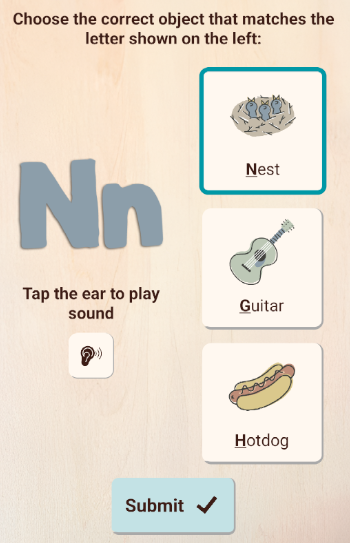 Choose the correct object that matches the
letter shown on the left:
Nn
Tap the ear to play
sound
Nest
Guitar
Hotdog
Submit